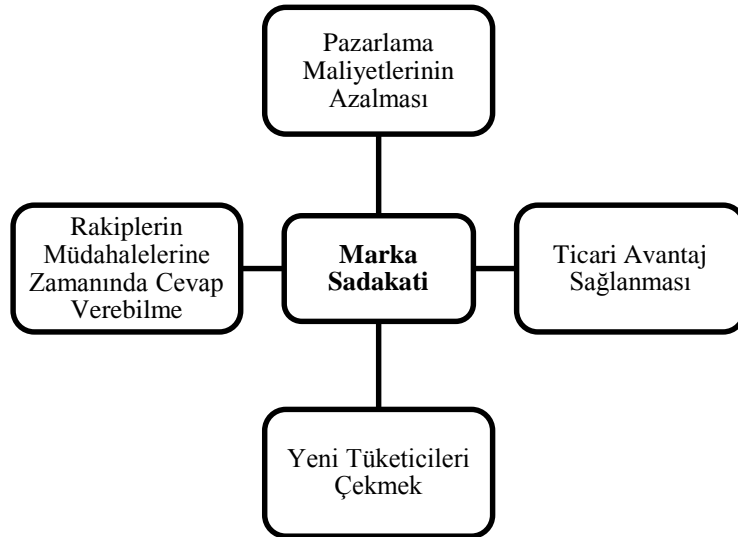 Pazarlama
Maliyetlerinin
Azalması
Rakiplerin
Müdahalelerine
Zamanında Cevap
Verebilme
Marka
Sadakati
Ticari Avantaj
Sağlanması
Yeni Tüketicileri
Çekmek